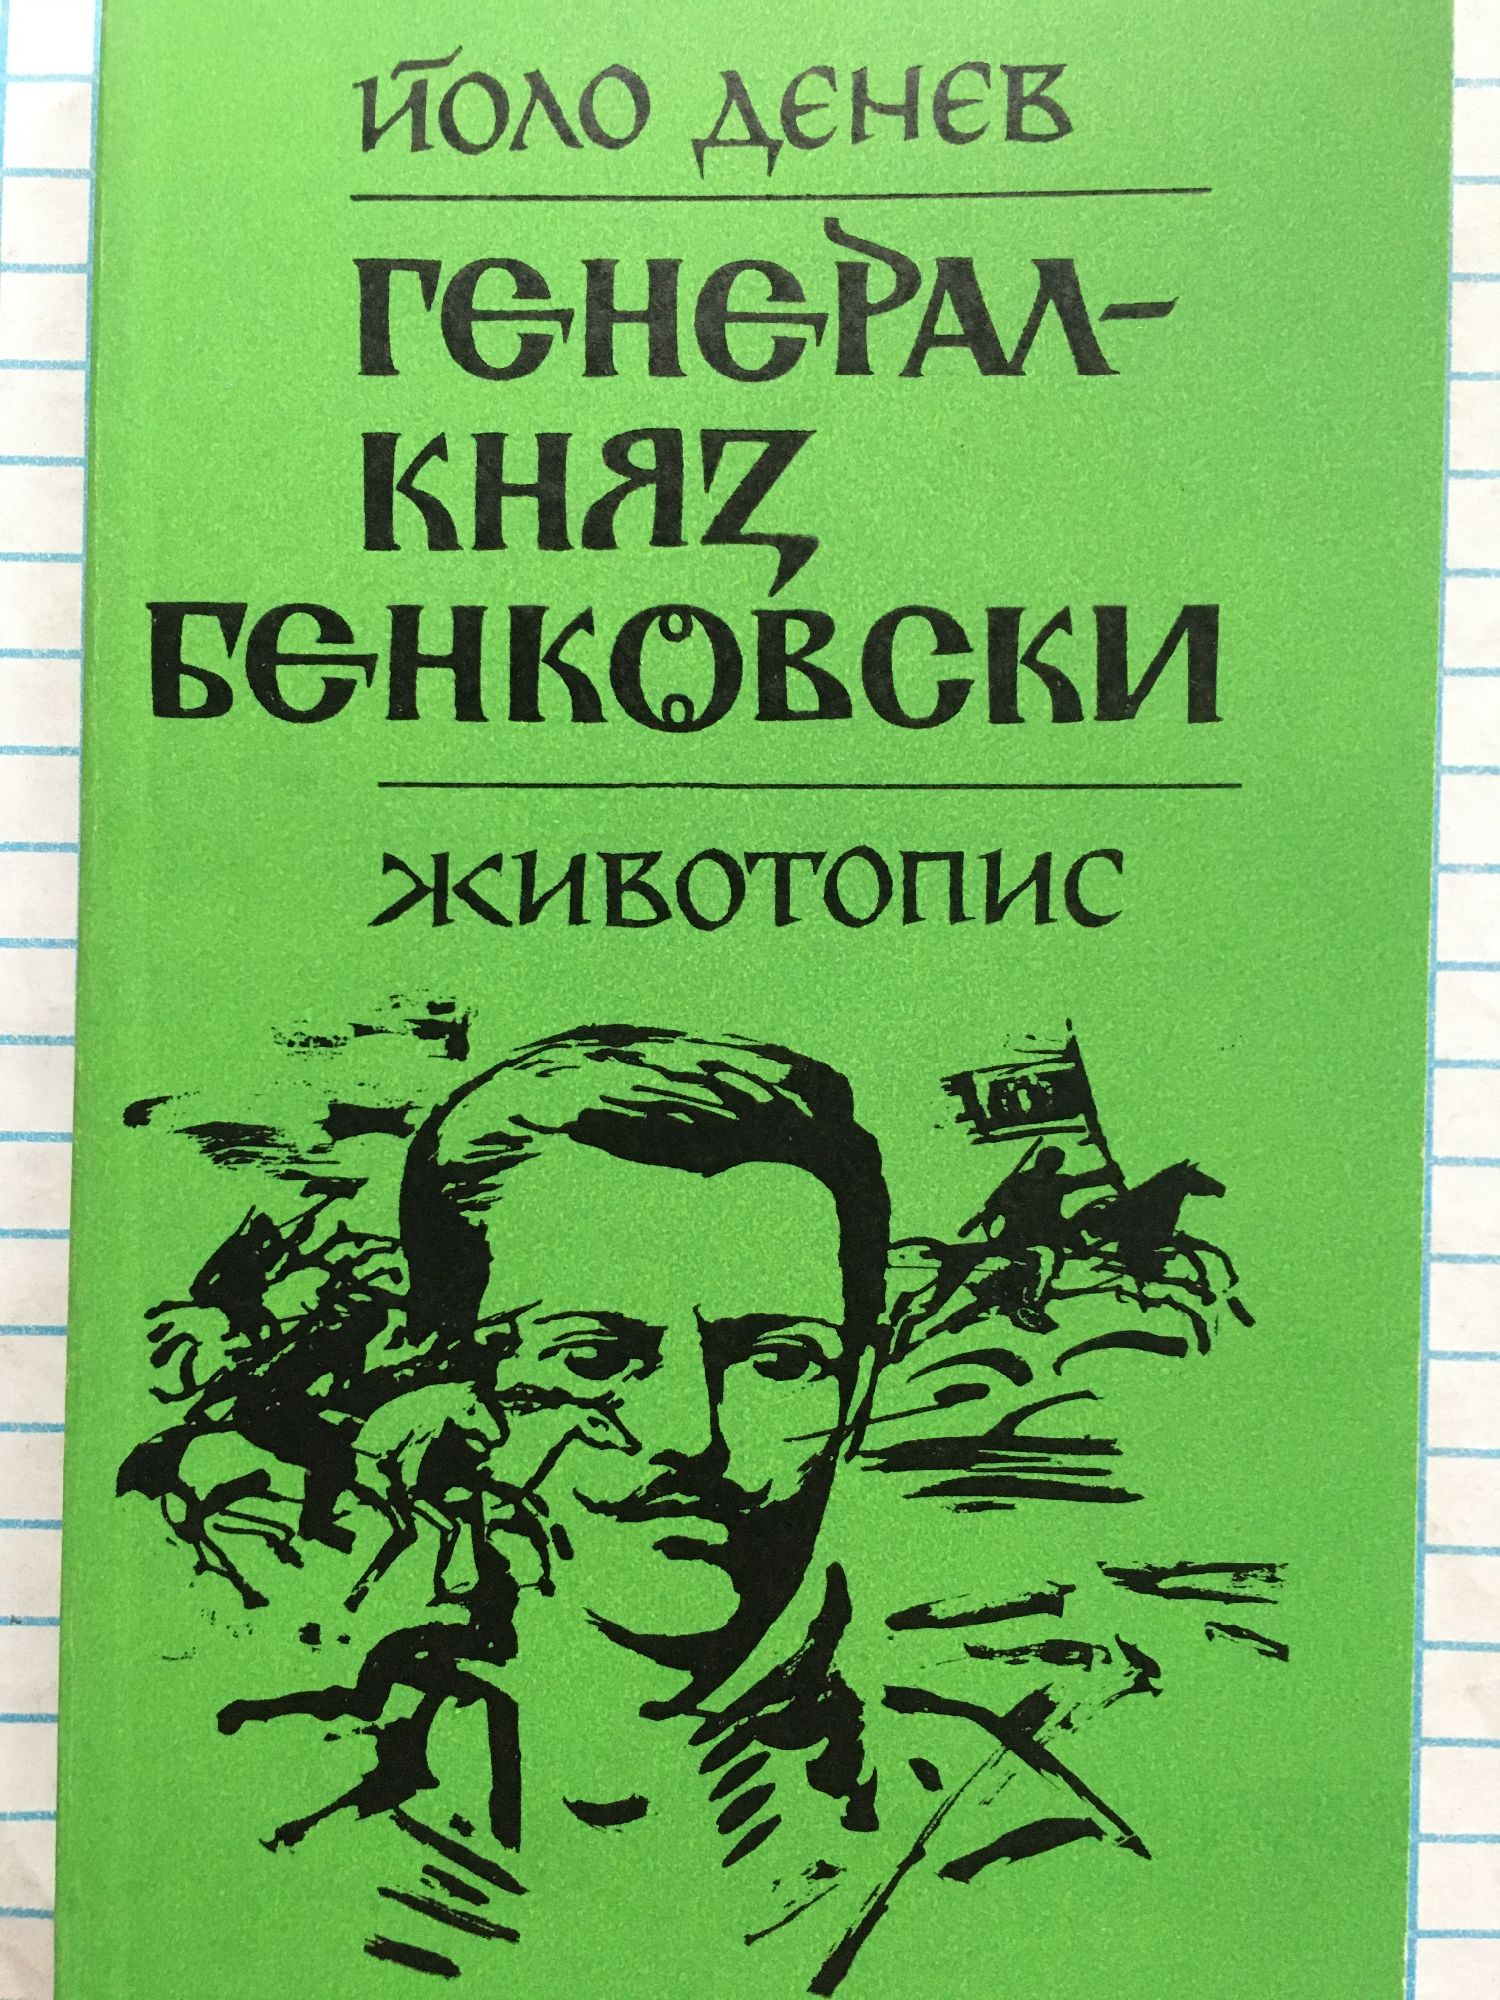 ЙОЛО ДЕНЕВ
ГЕНЕРАЛ-
КНЯЗ
БЕНКОВСКИ
ЖИВОТОПИС